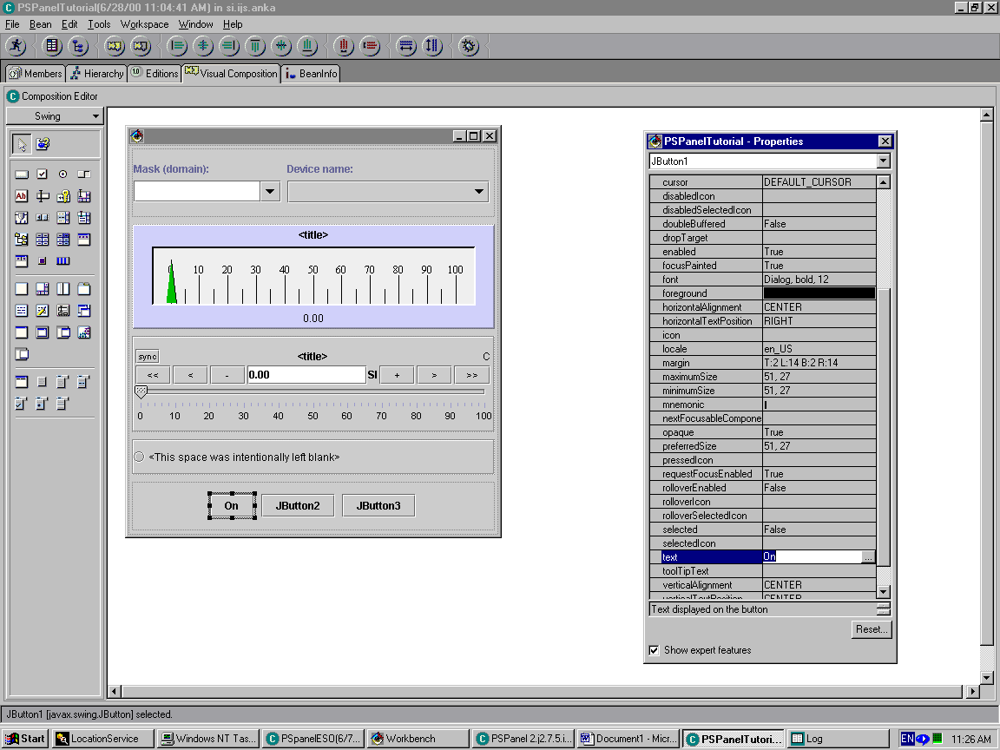 PSPanelTutorial(6/28/00 11:04:41 AM) in si.ijs.anka
File Bean Edit Tools Workspace Window Help
Members Hierarchy 1.0 Editions Visual Composition BeanInfo
Composition Editor
Swing
Mask (domain): Device name:
<title>
0 10 20 30 40 50 60 70 80 90 100
0.00
sync <title> C
<< < - 0.00 SI + > >>
0 10 20 30 40 50 60 70 80 90 100
<This space was intentionally left blank>
On JButton2 JButton3
PSPanelTutorial - Properties
JButton1
cursor DEFAULT_CURSOR
disabledIcon
disabledSelectedIcon
doubleBuffered False
dropTarget
enabled True
focusPainted True
font Dialog, bold, 12
foreground
horizontalAlignment CENTER
horizontalTextPosition RIGHT
icon
locale en_US
margin T:2 L:14 B:2 R:14
maximumSize 51, 27
minimumSize 51, 27
mnemonic
nextFocusableCompone
opaque True
preferredSize 51, 27
pressedIcon
requestFocusEnabled True
rolloverEnabled False
rolloverIcon
rolloverSelectedIcon
selected False
selectedIcon
text On ...
toolTipText
verticalAlignment CENTER
verticalTextPosition CENTER
Text displayed on the button
Reset...
Show expert features
JButton1 [javax.swing.JButton] selected.
Start LocationService Windows NT Tas... PSpanelESO(6/7... Workbench PSPanel 2.j2.7.5.i... Document1 - Micr... PSPanelTutori... Log EN 11:26 AM